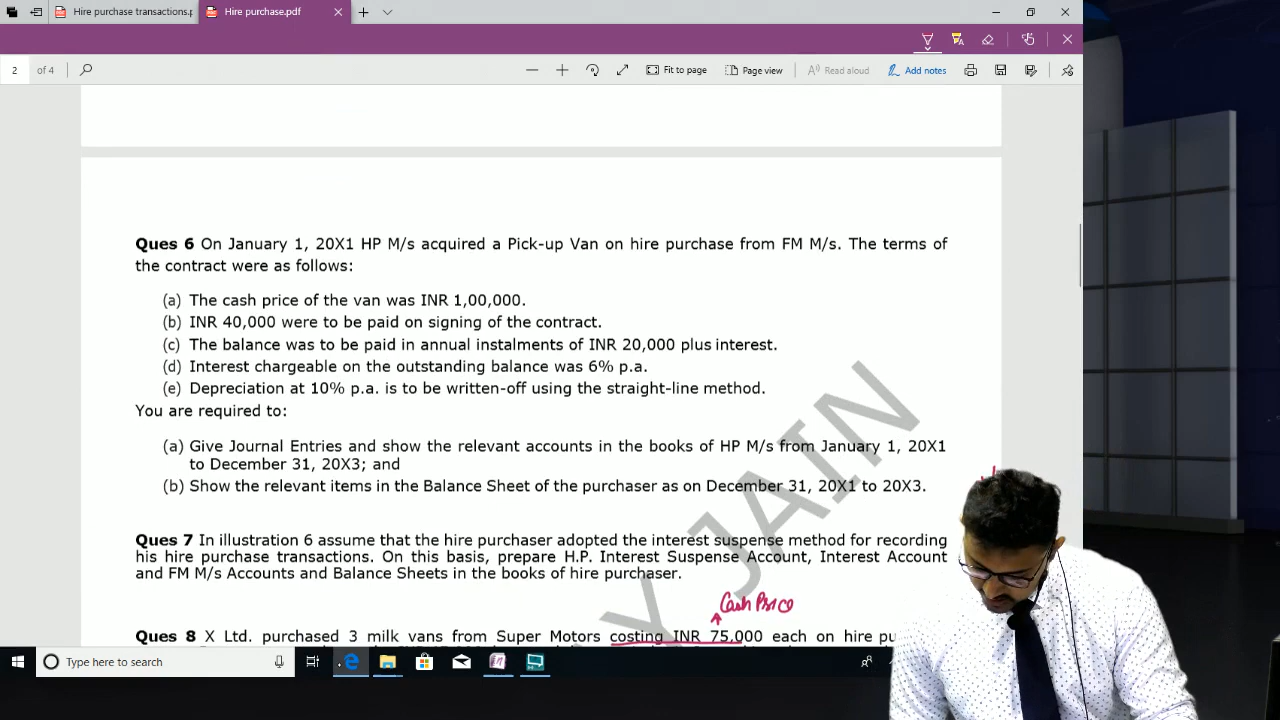 Hire purchase transactions.p
Hire purchase.pdf
2 of 4
Fit to page
Page view
Read aloud
Add notes
Ques 6 On January 1, 20X1 HP M/s acquired a Pick-up Van on hire purchase from FM M/s. The terms of
the contract were as follows:
(a) The cash price of the van was INR 1,00,000.
(b) INR 40,000 were to be paid on signing of the contract.
(c) The balance was to be paid in annual instalments of INR 20,000 plus interest.
(d) Interest chargeable on the outstanding balance was 6% p.a.
(e) Depreciation at 10% p.a. is to be written-off using the straight-line method.
You are required to:
(a) Give Journal Entries and show the relevant accounts in the books of HP M/s from January 1, 20X1
to December 31, 20X3; and
(b) Show the relevant items in the Balance Sheet of the purchaser as on December 31, 20X1 to 20X3.
Ques 7 In illustration 6 assume that the hire purchaser adopted the interest suspense method for recording
his hire purchase transactions. On this basis, prepare H.P. Interest Suspense Account, Interest Account
and FM M/s Accounts and Balance Sheets in the books of hire purchaser.
Cash Price
Ques 8 X Ltd. purchased 3 milk vans from Super Motors costing INR 75,000 each on hire pu
Y JAIN
Type here to search